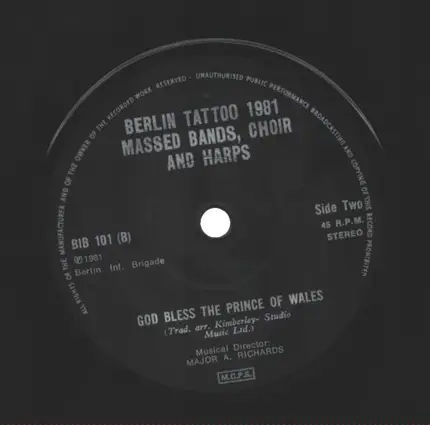 ALL RIGHTS OF THE MANUFACTURER AND OF THE OWNER OF THE RECORDED WORK RESERVED - UNAUTHORISED PUBLIC PERFORMANCE BROADCASTING AND COPYING OF THIS RECORD PROHIBITED
BERLIN TATTOO 1981
MASSED BANDS, CHOIR
AND HARPS
Side Two
45 R.P.M.
STEREO
BIB 101 (B)
℗1981
Berlin Int. Brigade
GOD BLESS THE PRINCE OF WALES
(Trad. arr. Kimberley- Studio
Music Ltd.)
Musical Director:
MAJOR A. RICHARDS
M.C.P.S.